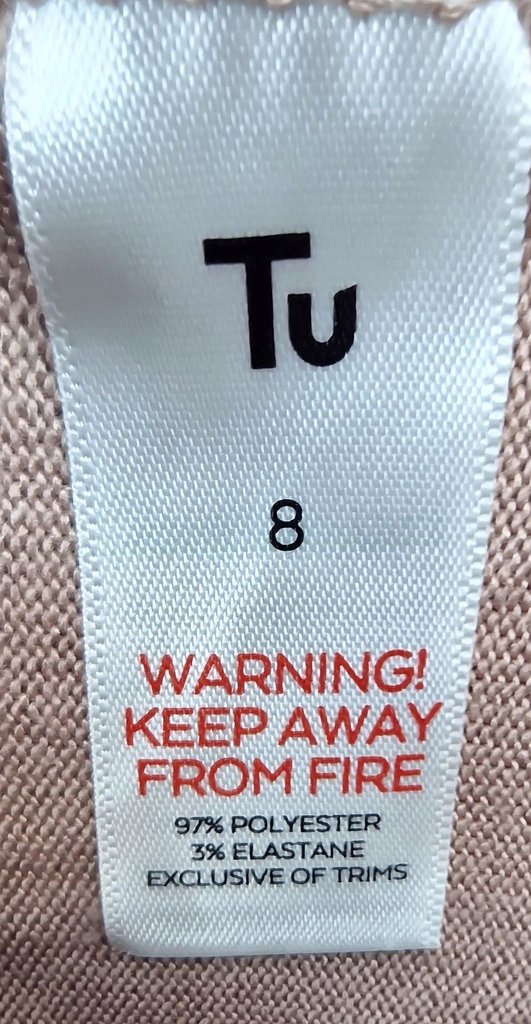 Tu
8
WARNING!
KEEP AWAY
FROM FIRE
97% POLYESTER
3% ELASTANE
EXCLUSIVE OF TRIMS